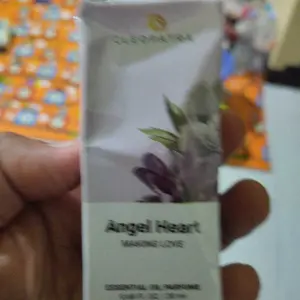 CLEOPATRA
Angel Heart
MAKING LOVE
ESSENTIAL OIL PARFUME